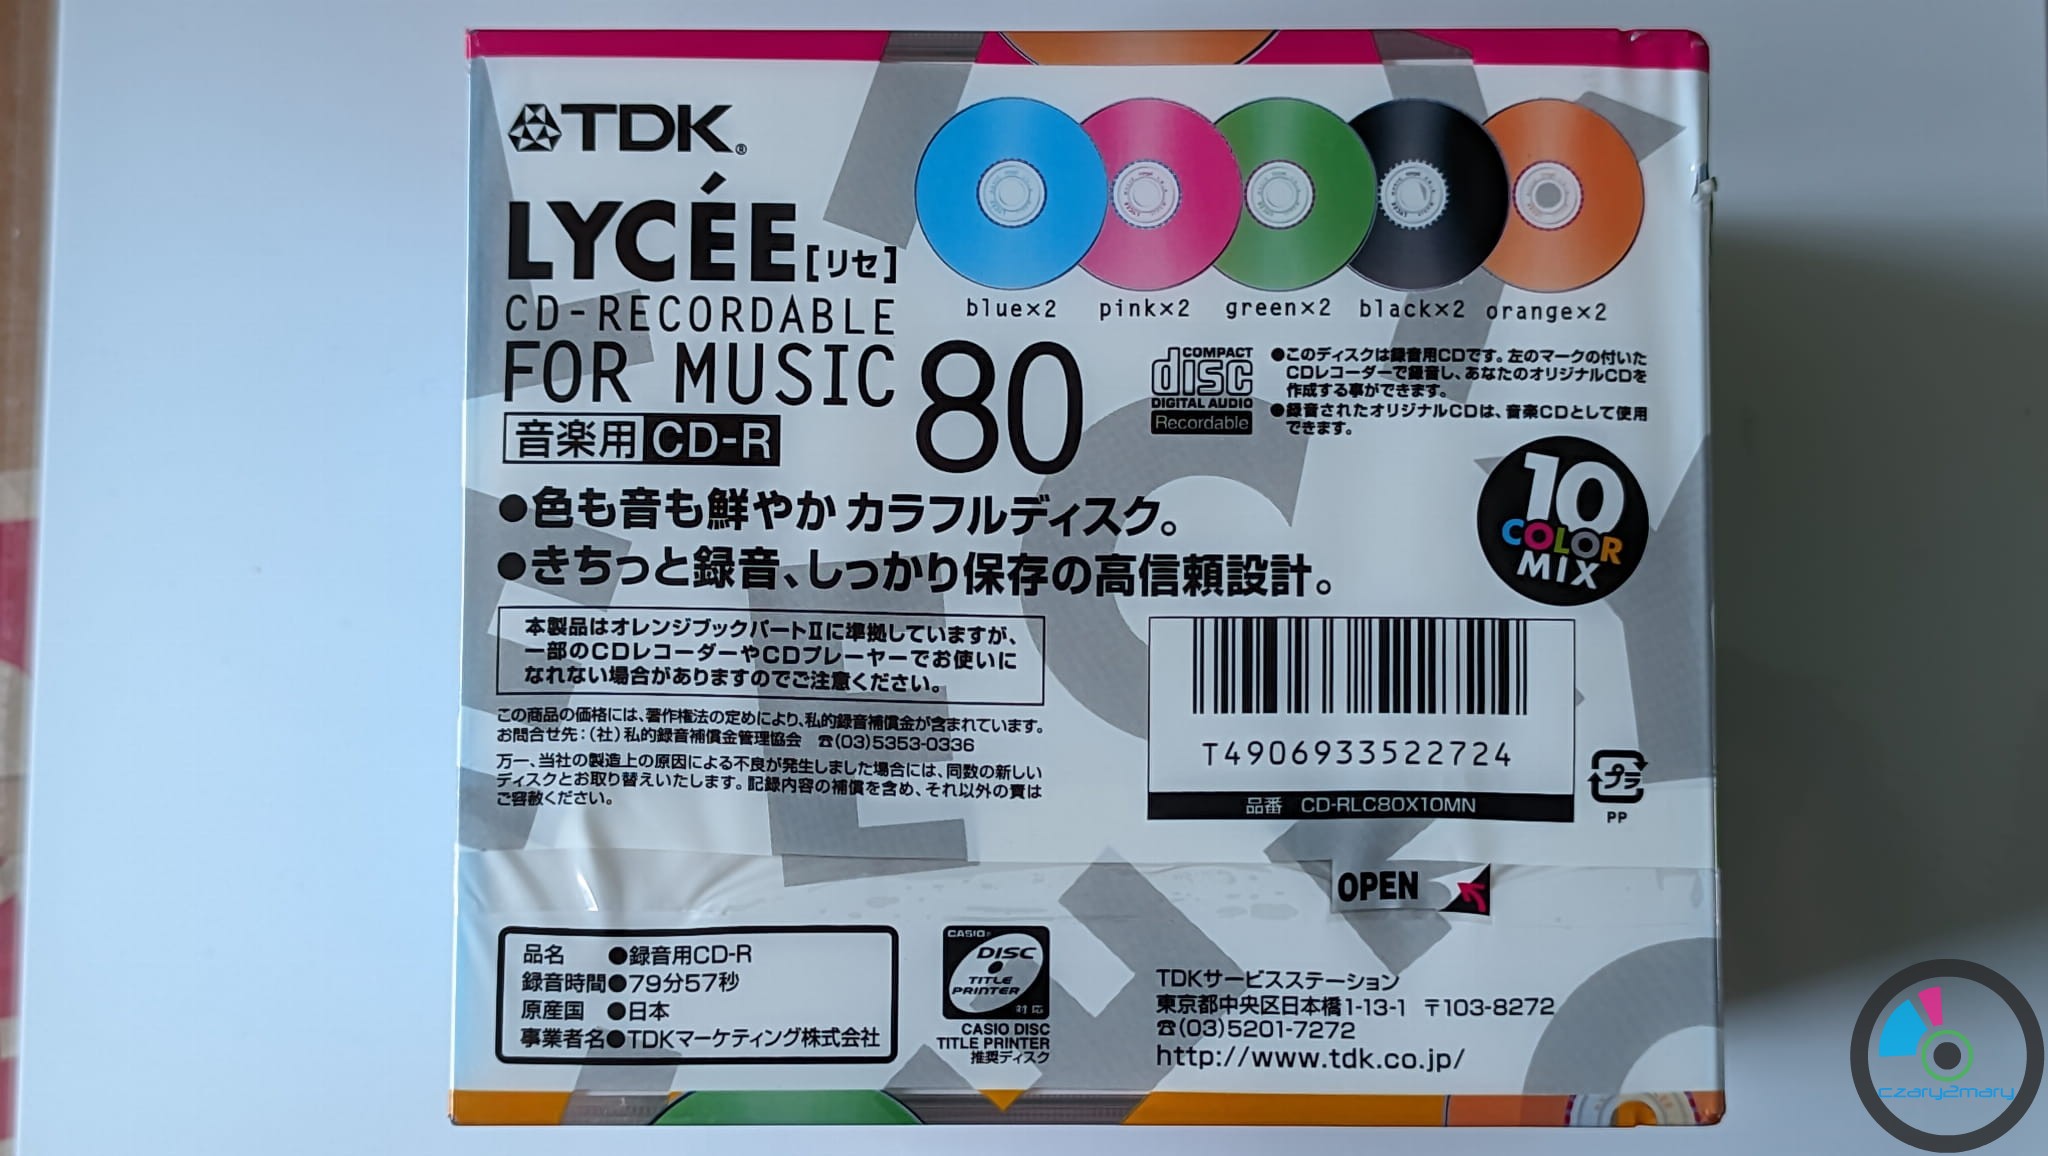 TDK®
LYCÉE[リセ]
CD-RECORDABLE
FOR MUSIC 80
音楽用 CD-R
blue×2 pink×2 green×2 black×2 orange×2
COMPACT
disc
DIGITAL AUDIO
Recordable
●このディスクは録音用CDです。左のマークの付いた
CDレコーダーで録音し、あなたのオリジナルCDを
作成する事ができます。
●録音されたオリジナルCDは、音楽CDとして使用
できます。
10
COLOR
MIX
●色も音も鮮やか カラフルディスク。
●きちっと録音、しっかり保存の高信頼設計。
本製品はオレンジブックパートⅡに準拠していますが、
一部のCDレコーダーやCDプレーヤーでお使いに
なれない場合がありますのでご注意ください。
この商品の価格には、著作権法の定めにより、私的録音補償金が含まれています。
お問合せ先：(社)私的録音補償金管理協会 ☎(03)5353-0336
万一、当社の製造上の原因による不良が発生しました場合には、同数の新しい
ディスクとお取り替えいたします。記録内容の補償を含め、それ以外の責は
ご容赦ください。
T4906933522724
品番 CD-RLC80X10MN
プラ
PP
OPEN
品名 ●録音用CD-R
録音時間●79分57秒
原産国 ●日本
事業者名●TDKマーケティング株式会社
CASIO®
DISC
TITLE
PRINTER
対応
CASIO DISC
TITLE PRINTER
推奨ディスク
TDKサービスステーション
東京都中央区日本橋1-13-1 〒103-8272
☎(03)5201-7272
http://www.tdk.co.jp/
czary2mary